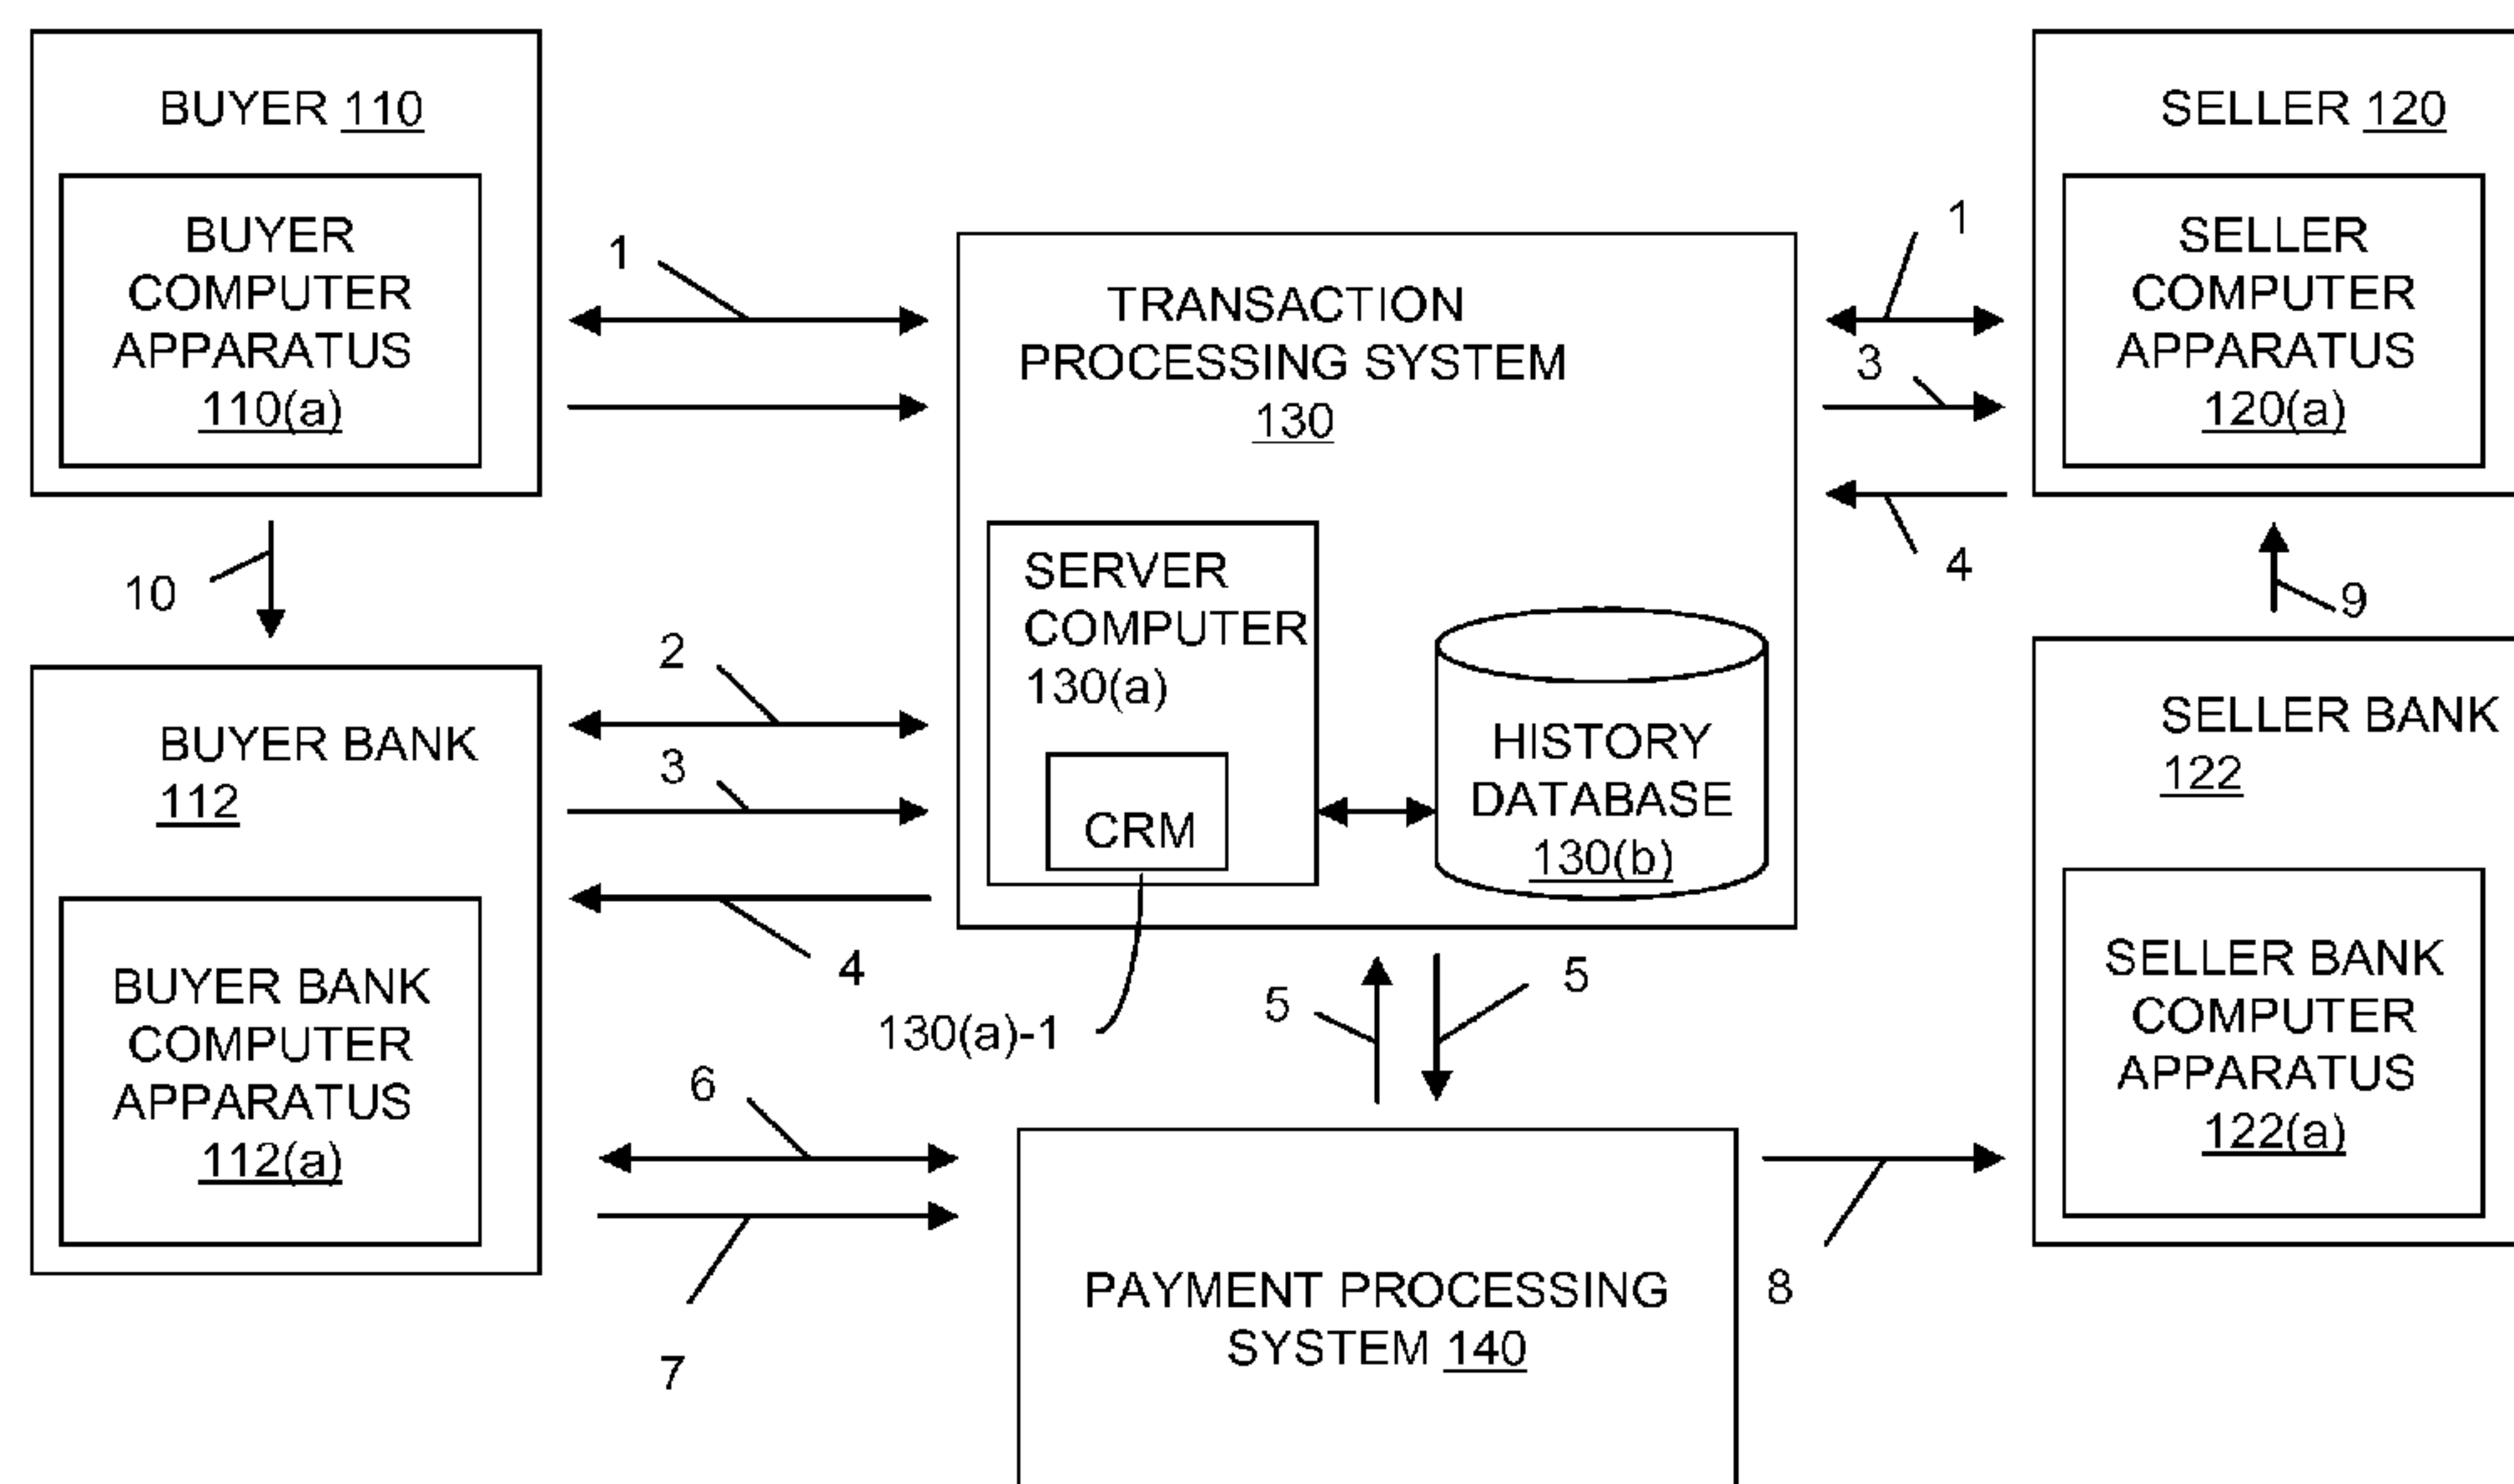 BUYER 110
BUYER
COMPUTER
APPARATUS
110(a)
1
TRANSACTION
PROCESSING SYSTEM
130
1
3
4
SELLER 120
SELLER
COMPUTER
APPARATUS
120(a)
10
9
2
3
4
SERVER
COMPUTER
130(a)
CRM
HISTORY
DATABASE
130(b)
BUYER BANK
112
BUYER BANK
COMPUTER
APPARATUS
112(a)
SELLER BANK
122
SELLER BANK
COMPUTER
APPARATUS
122(a)
130(a)-1
5
5
6
7
8
PAYMENT PROCESSING
SYSTEM 140